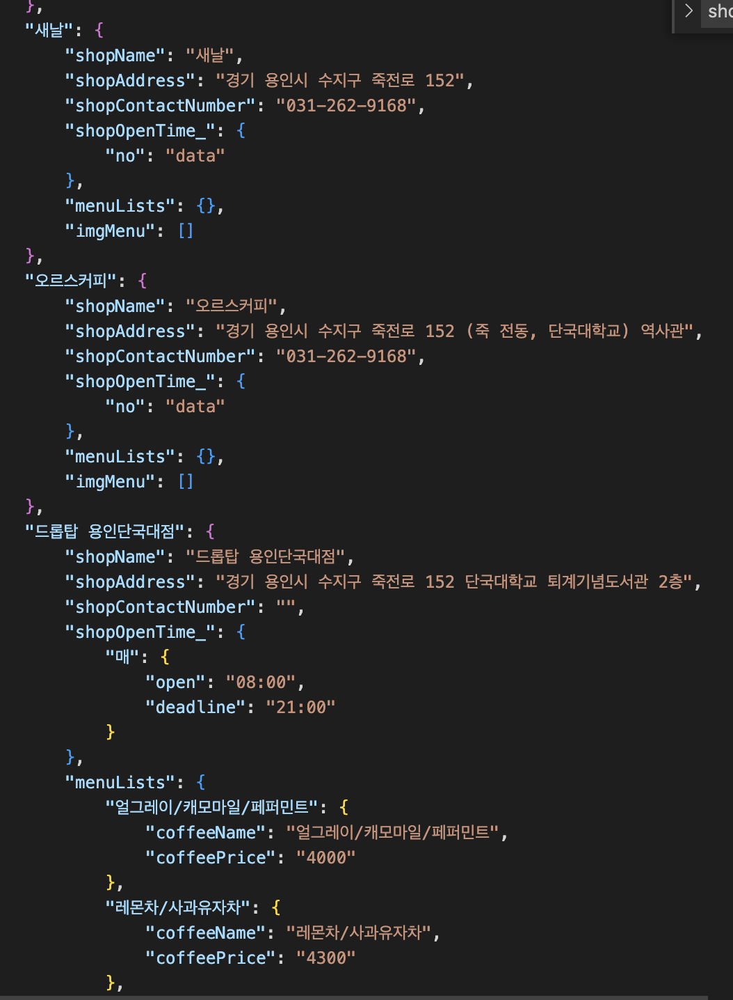 },
"새날": {
"shopName": "새날",
"shopAddress": "경기 용인시 수지구 죽전로 152",
"shopContactNumber": "031-262-9168",
"shopOpenTime_": {
"no": "data"
},
"menuLists": {},
"imgMenu": []
},
"오르스커피": {
"shopName": "오르스커피",
"shopAddress": "경기 용인시 수지구 죽전로 152 (죽 전동, 단국대학교) 역사관",
"shopContactNumber": "031-262-9168",
"shopOpenTime_": {
"no": "data"
},
"menuLists": {},
"imgMenu": []
},
"드롭탑 용인단국대점": {
"shopName": "드롭탑 용인단국대점",
"shopAddress": "경기 용인시 수지구 죽전로 152 단국대학교 퇴계기념도서관 2층",
"shopContactNumber": "",
"shopOpenTime_": {
"매": {
"open": "08:00",
"deadline": "21:00"
}
},
"menuLists": {
"얼그레이/캐모마일/페퍼민트": {
"coffeeName": "얼그레이/캐모마일/페퍼민트",
"coffeePrice": "4000"
},
"레몬차/사과유자차": {
"coffeeName": "레몬차/사과유자차",
"coffeePrice": "4300"
},